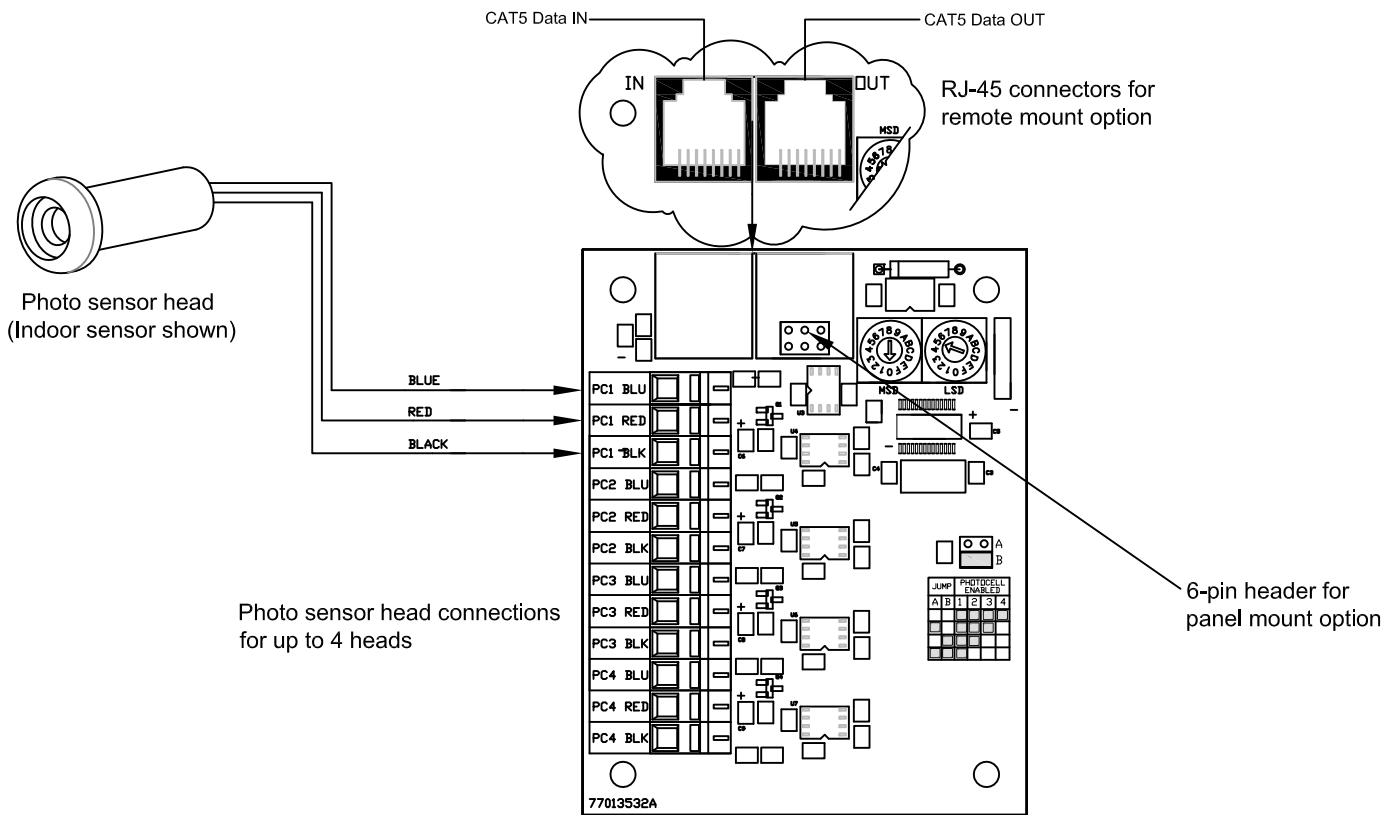 CAT5 Data IN
CAT5 Data OUT
IN
OUT
RJ-45 connectors for
remote mount option
MSD
Photo sensor head
(Indoor sensor shown)
BLUE
RED
BLACK
PC1 BLU
PC1 RED
PC1 BLK
PC2 BLU
PC2 RED
PC2 BLK
PC3 BLU
PC3 RED
PC3 BLK
PC4 BLU
PC4 RED
PC4 BLK
Photo sensor head connections
for up to 4 heads
MSD
LSD
A
B
JUMP
PHOTOCELL
ENABLED
A B 1 2 3 4
6-pin header for
panel mount option
77013532A